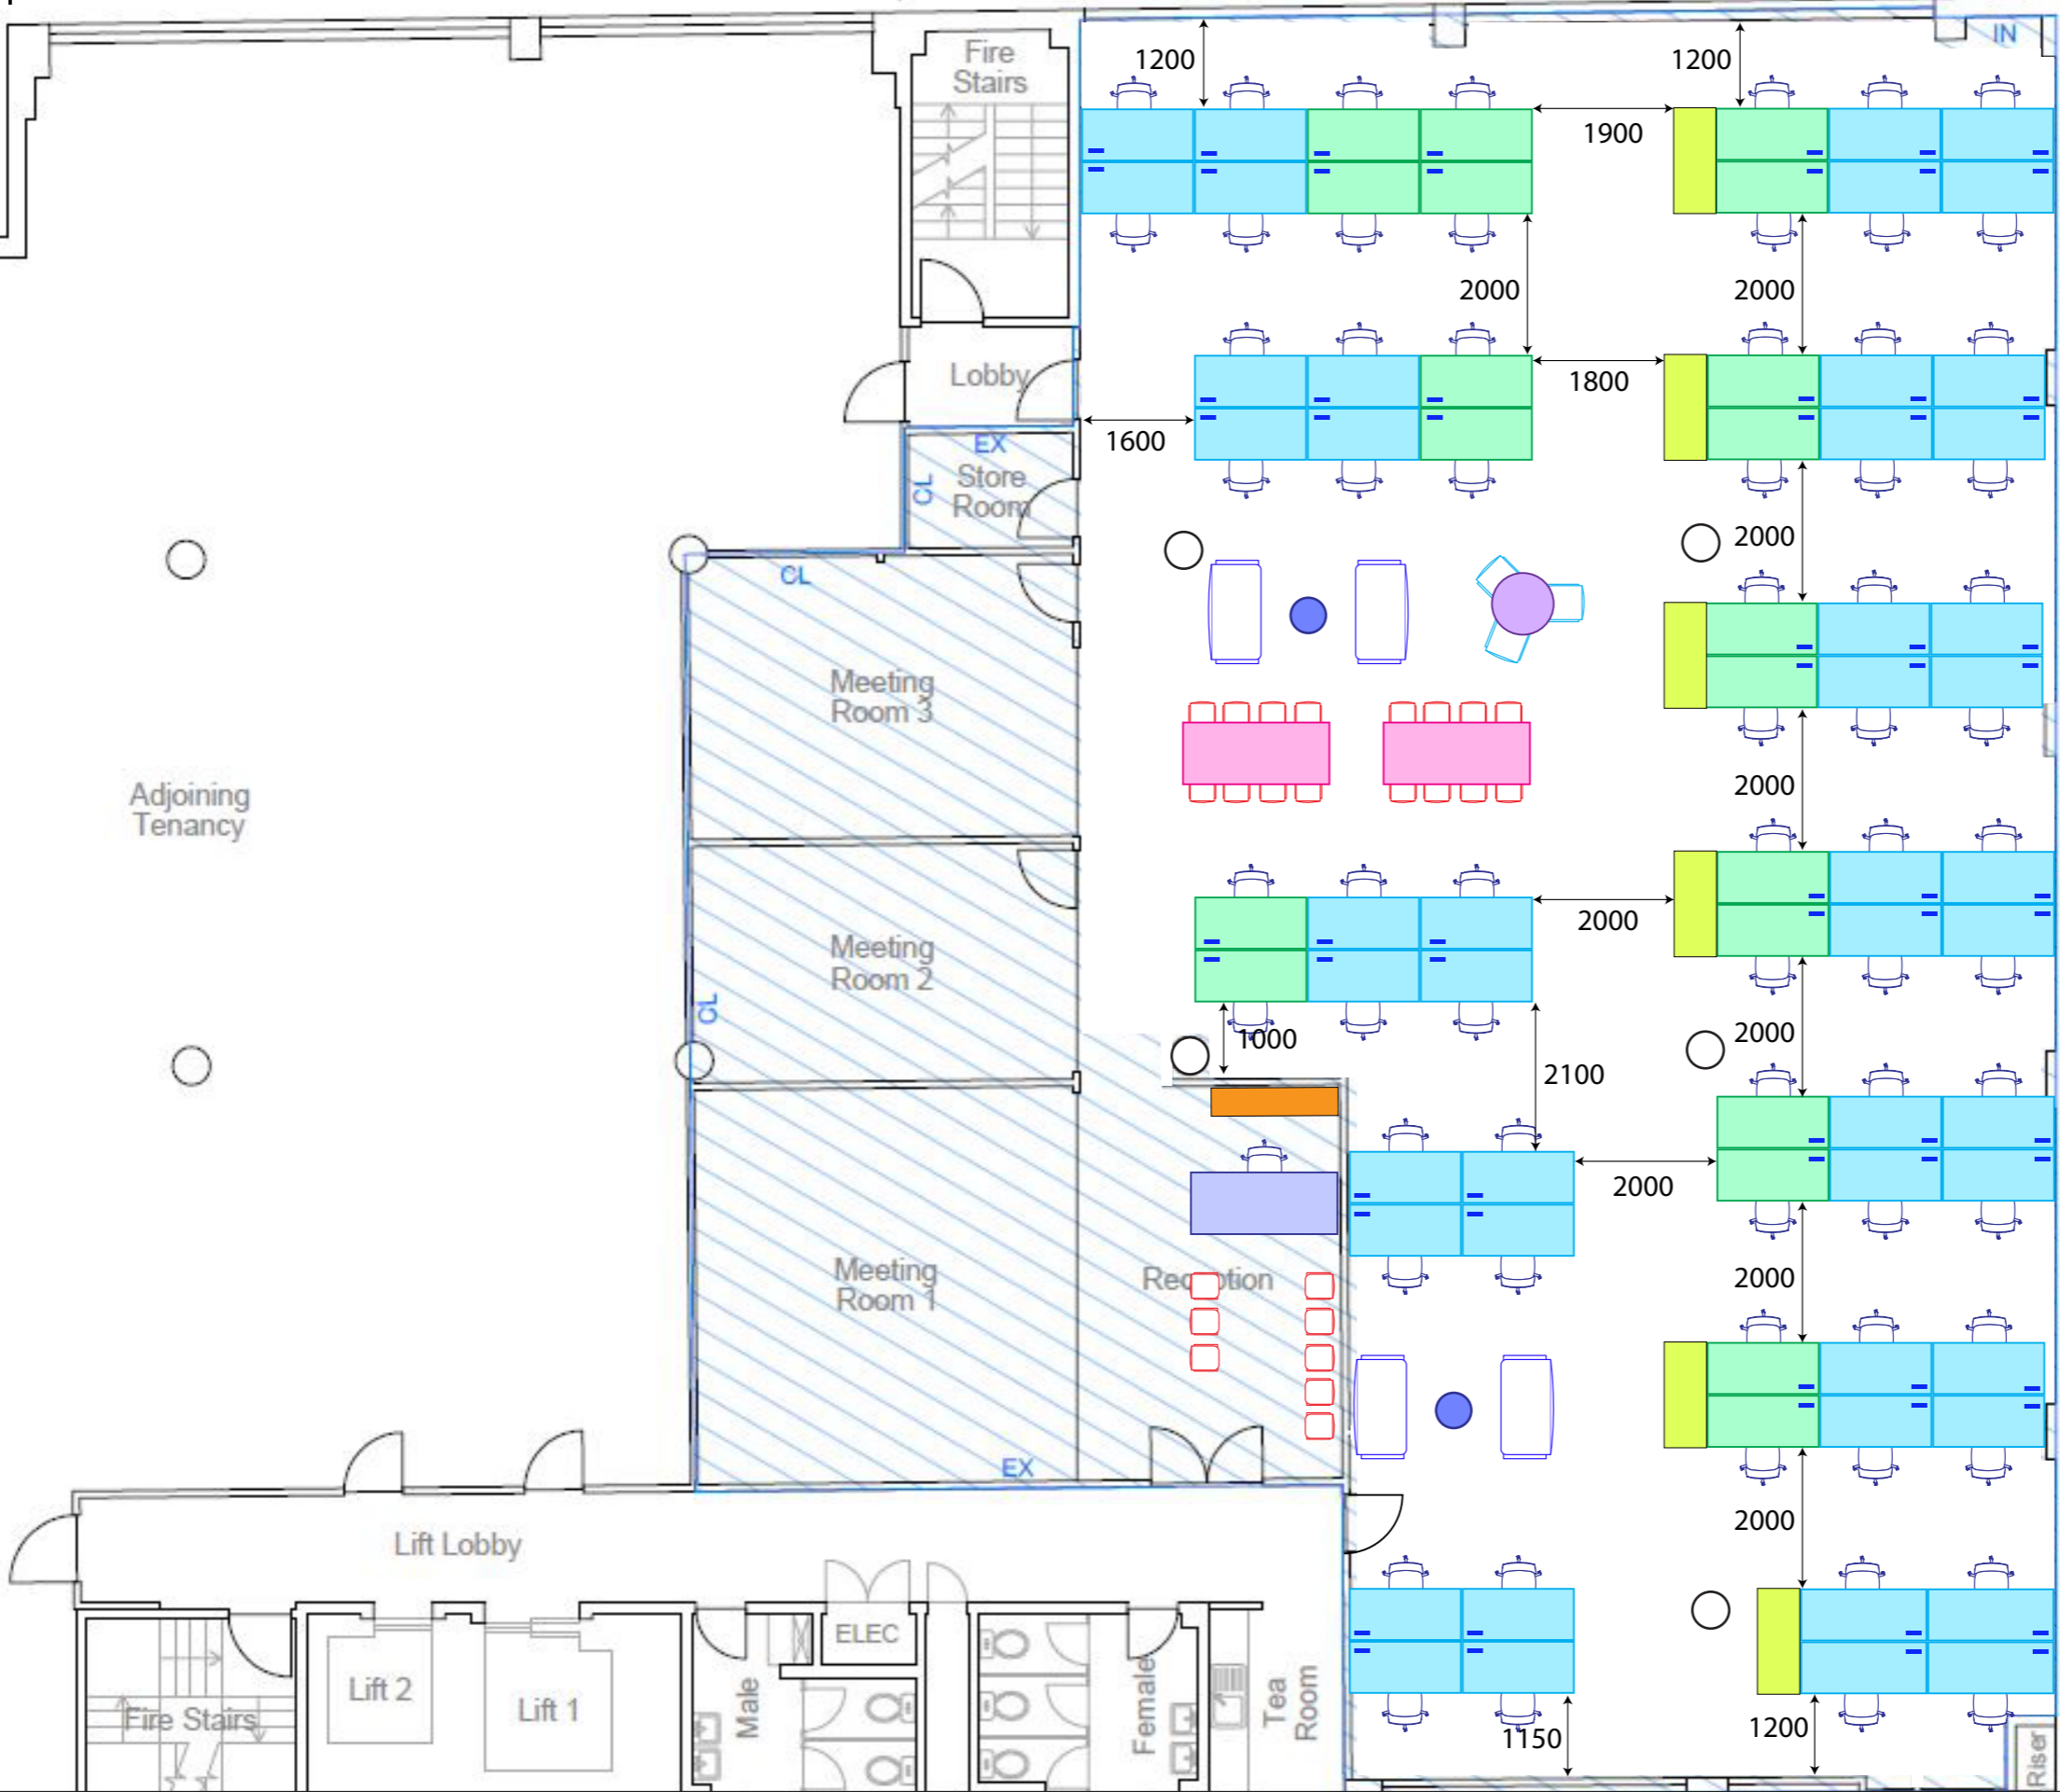 IN
Fire
Stairs
1200
1200
1900
2000
2000
Lobby
1800
1600
EX
CL
Store
Room
2000
CL
Meeting
Room 3
2000
Adjoining
Tenancy
2000
Meeting
Room 2
CL
1000
2000
2100
2000
Meeting
Room 1
Reception
2000
EX
2000
Lift Lobby
ELEC
Lift 2
Lift 1
Fire Stairs
Male
Female
Tea
Room
1150
1200
Riser